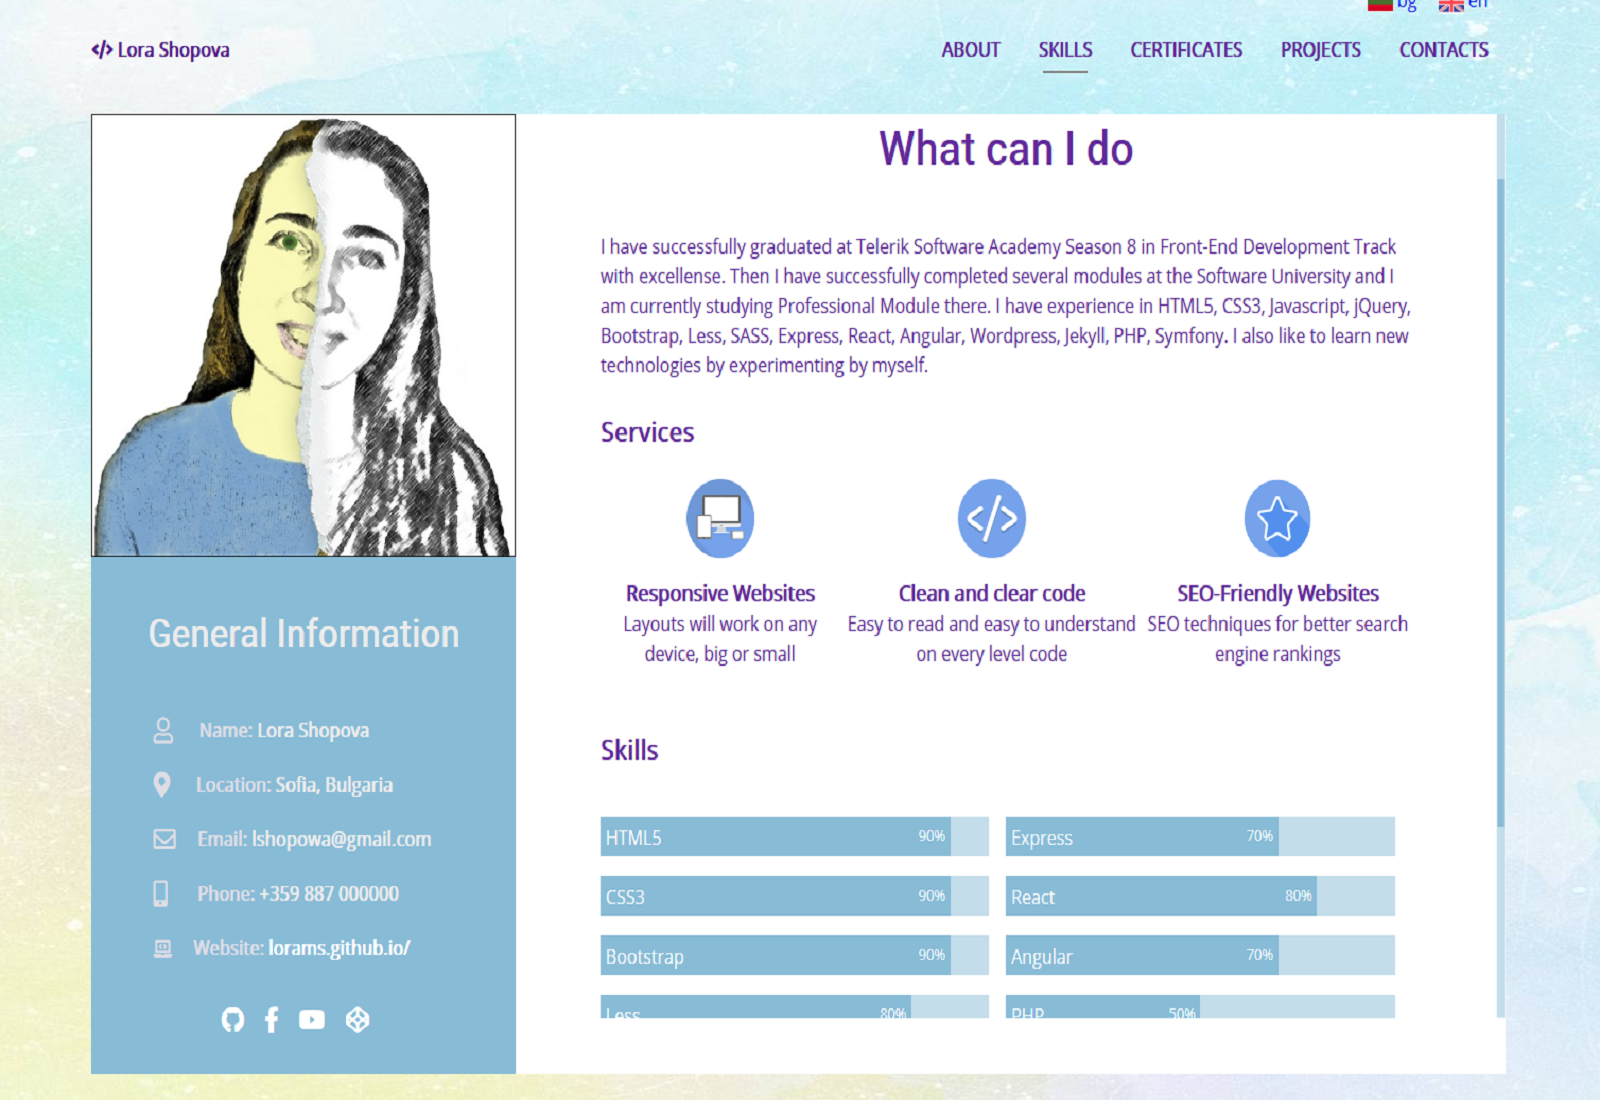 bg en
</> Lora Shopova
ABOUT SKILLS CERTIFICATES PROJECTS CONTACTS
General Information
Name: Lora Shopova
Location: Sofia, Bulgaria
Email: lshopowa@gmail.com
Phone: +359 887 000000
Website: lorams.github.io/
What can I do
I have successfully graduated at Telerik Software Academy Season 8 in Front-End Development Track
with excellense. Then I have successfully completed several modules at the Software University and I
am currently studying Professional Module there. I have experience in HTML5, CSS3, Javascript, jQuery,
Bootstrap, Less, SASS, Express, React, Angular, Wordpress, Jekyll, PHP, Symfony. I also like to learn new
technologies by experimenting by myself.
Services
Responsive Websites
Layouts will work on any
device, big or small
Clean and clear code
Easy to read and easy to understand
on every level code
SEO-Friendly Websites
SEO techniques for better search
engine rankings
Skills
HTML5 90%
Express 70%
CSS3 90%
React 80%
Bootstrap 90%
Angular 70%
Less 80%
PHP 50%